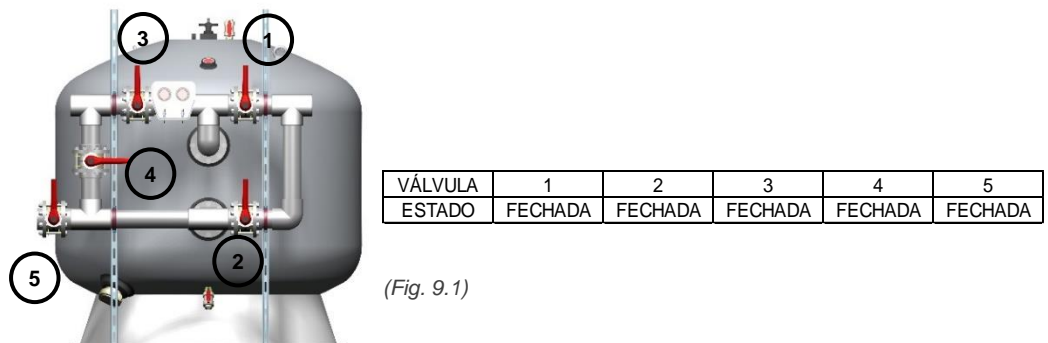 3
1
4
2
5
VÁLVULA 1 2 3 4 5
ESTADO FECHADA FECHADA FECHADA FECHADA FECHADA
(Fig. 9.1)